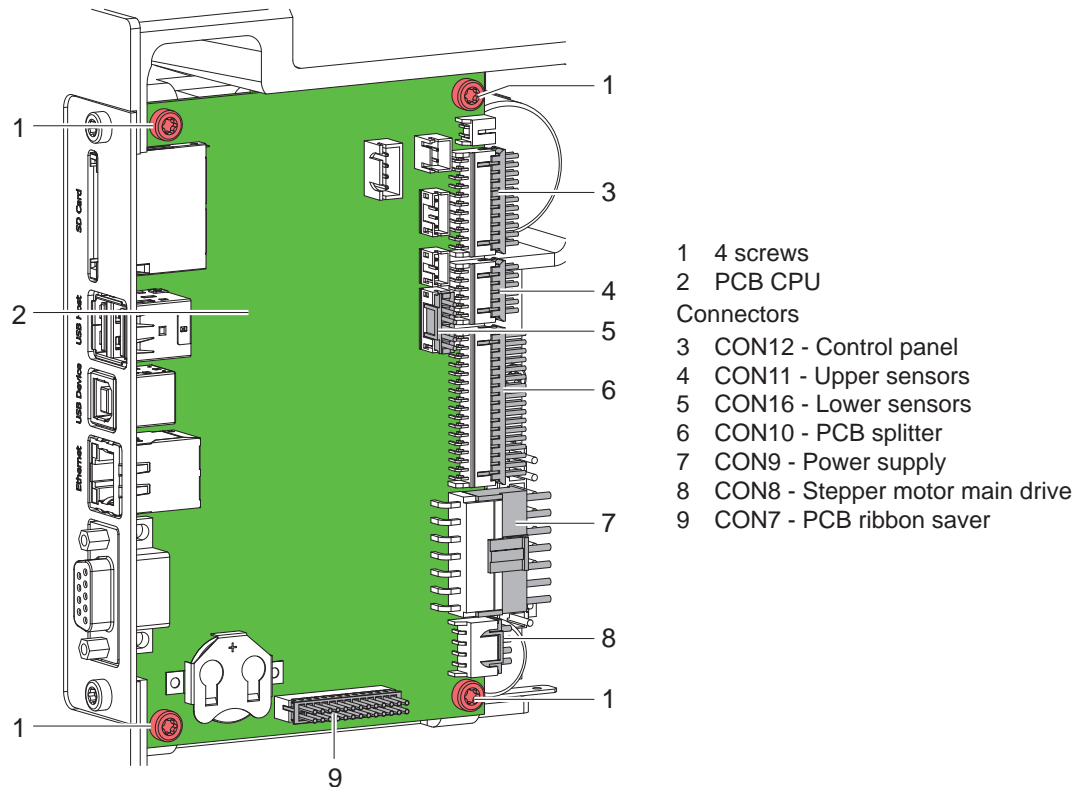 1
1
SD Card
3
4
2
USB Host
5
6
USB Device
Ethernet
7
8
1
1
9
1 4 screws
2 PCB CPU
Connectors
3 CON12 - Control panel
4 CON11 - Upper sensors
5 CON16 - Lower sensors
6 CON10 - PCB splitter
7 CON9 - Power supply
8 CON8 - Stepper motor main drive
9 CON7 - PCB ribbon saver